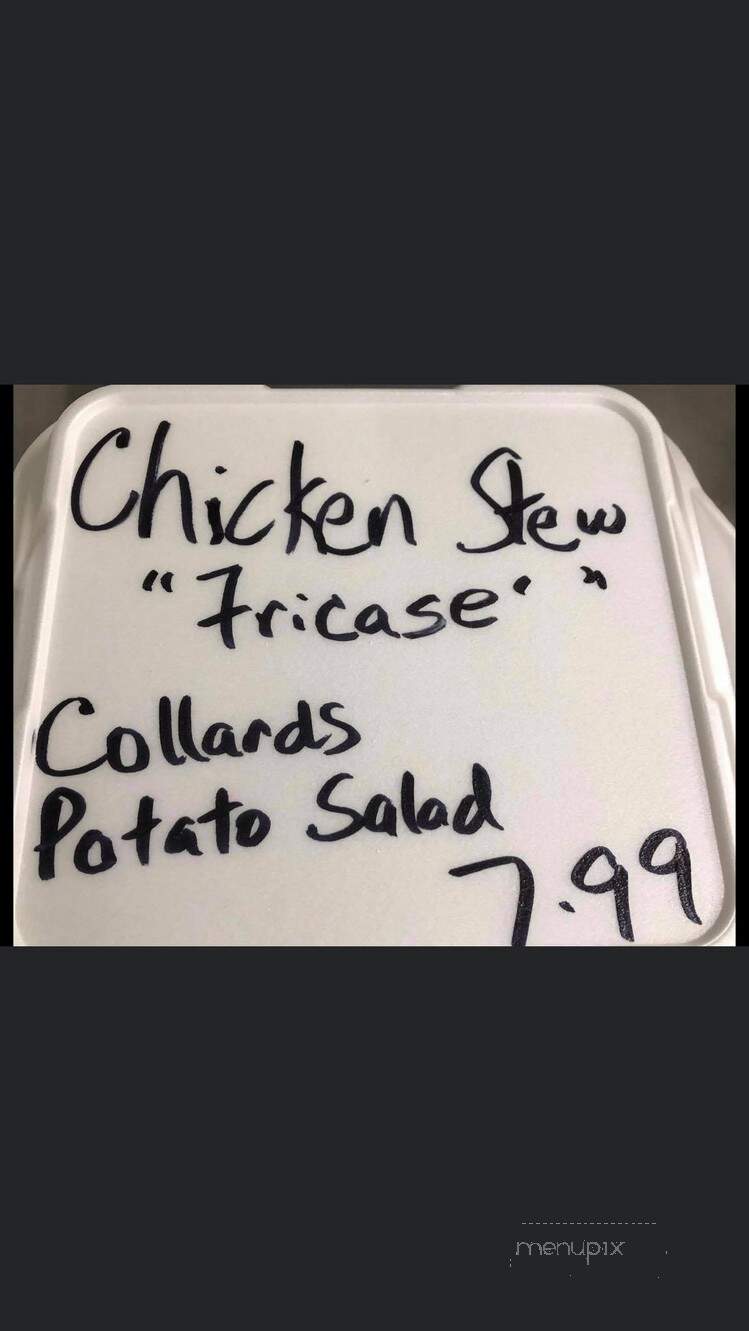 Chicken Stew
"Fricase' "
Collards
Potato Salad
7.99
menupix